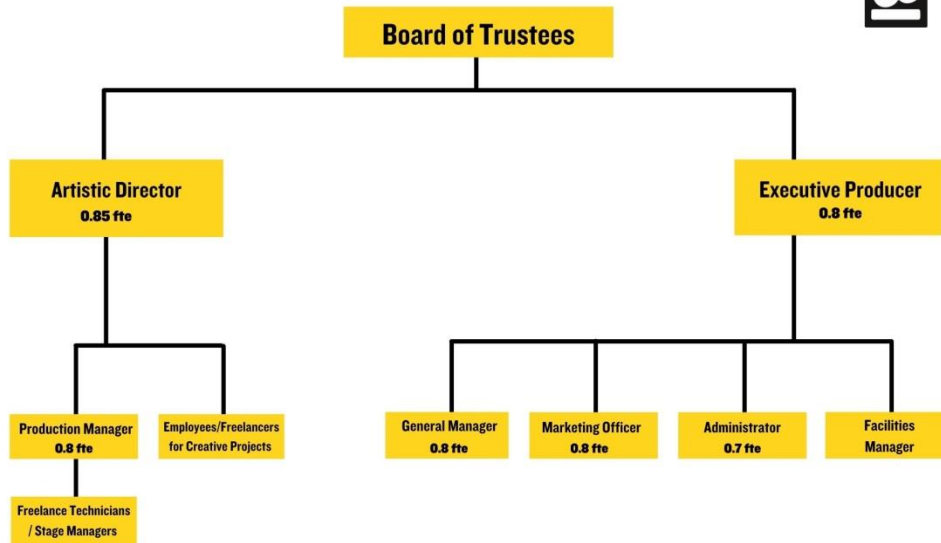 Board of Trustees
Artistic Director
0.85 fte
Executive Producer
0.8 fte
Production Manager
0.8 fte
Employees/Freelancers
for Creative Projects
General Manager
0.8 fte
Marketing Officer
0.8 fte
Administrator
0.7 fte
Facilities
Manager
Freelance Technicians
/ Stage Managers